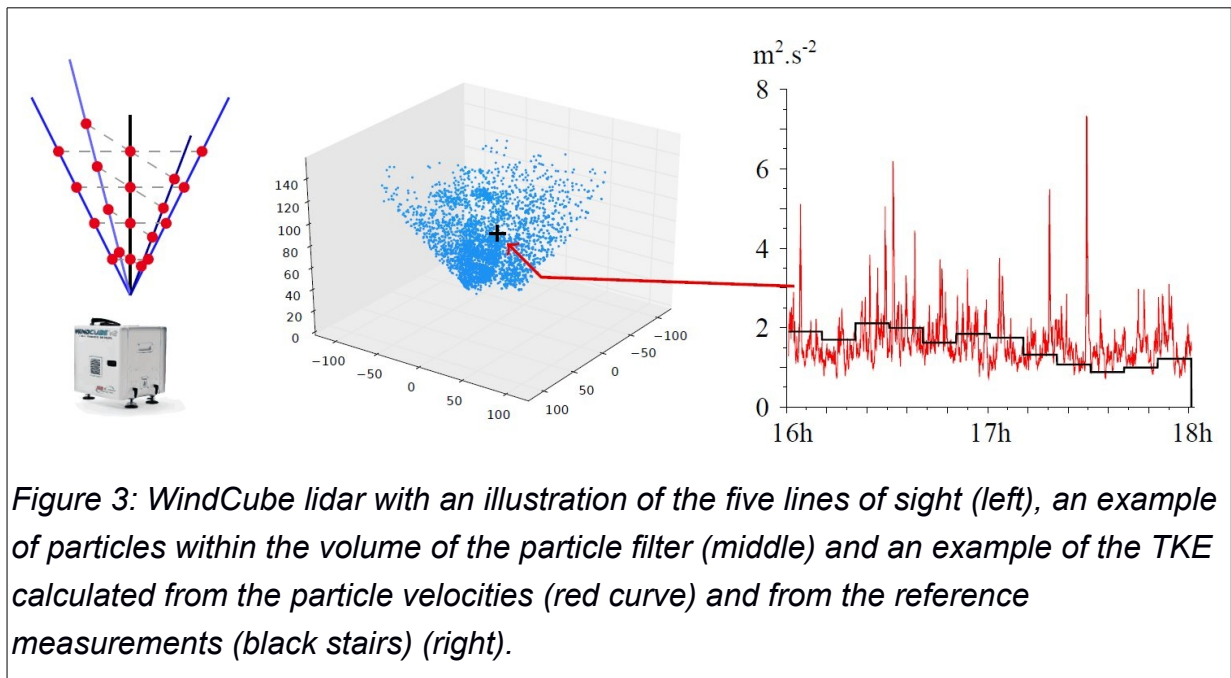 WINDCUBE
140
120
100
80
60
40
20
0
−100
−50
0
50
100
100
50
0
−50
−100
m².s⁻²
8
6
4
2
0
16h
17h
18h
Figure 3: WindCube lidar with an illustration of the five lines of sight (left), an example
of particles within the volume of the particle filter (middle) and an example of the TKE
calculated from the particle velocities (red curve) and from the reference
measurements (black stairs) (right).